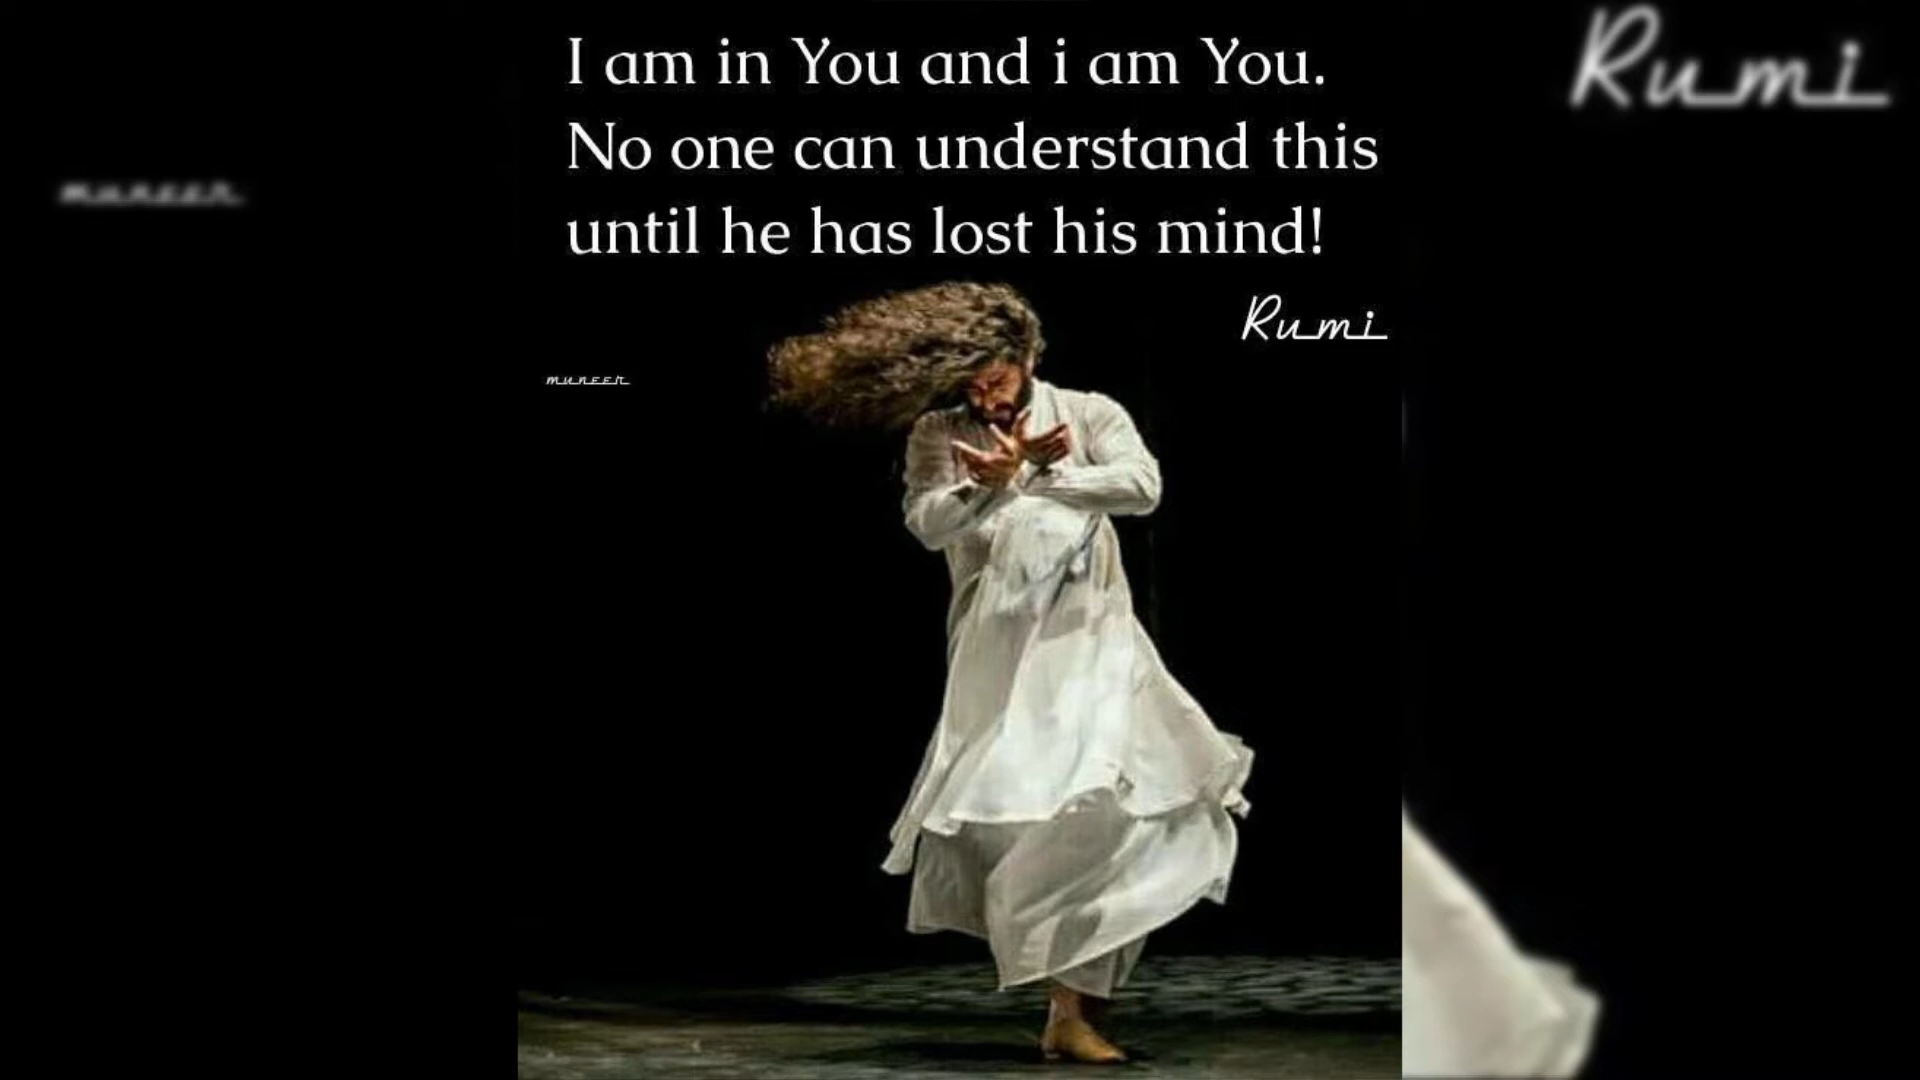 I am in You and i am You.
No one can understand this
until he has lost his mind!
Rumi
muneer
Rumi
muneer